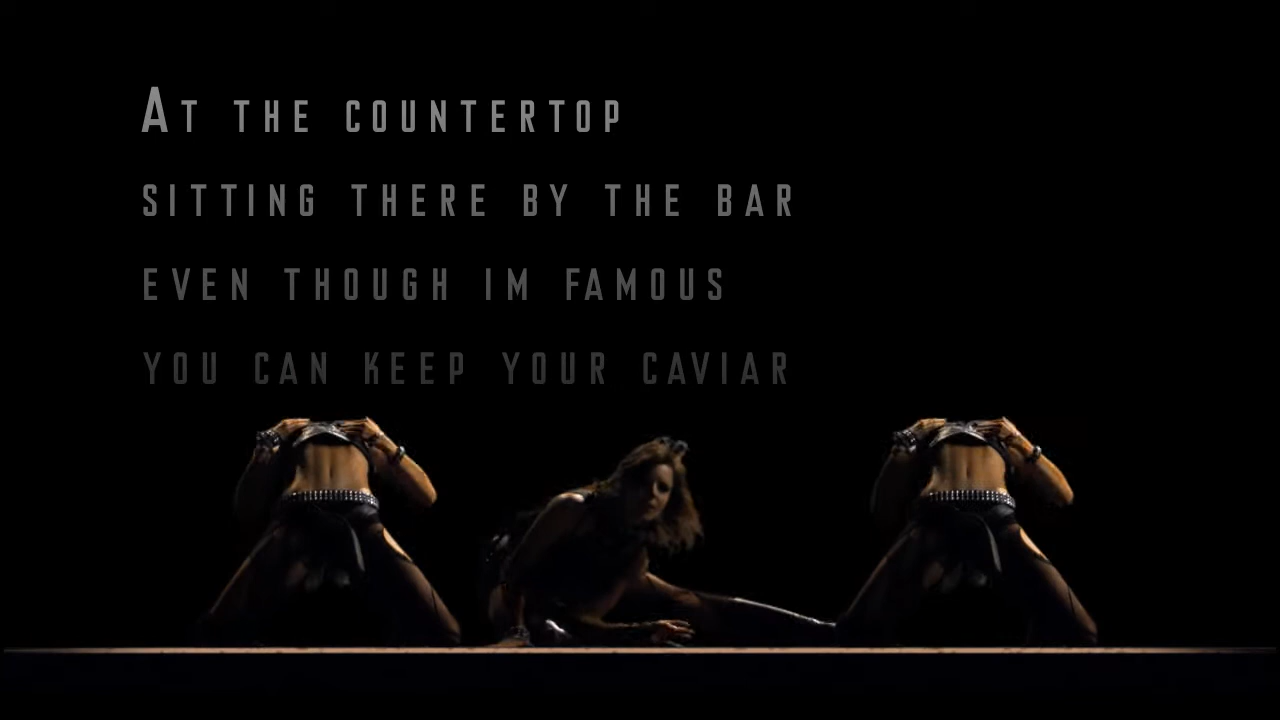 At the countertop
sitting there by the bar
even though im famous
you can keep your caviar